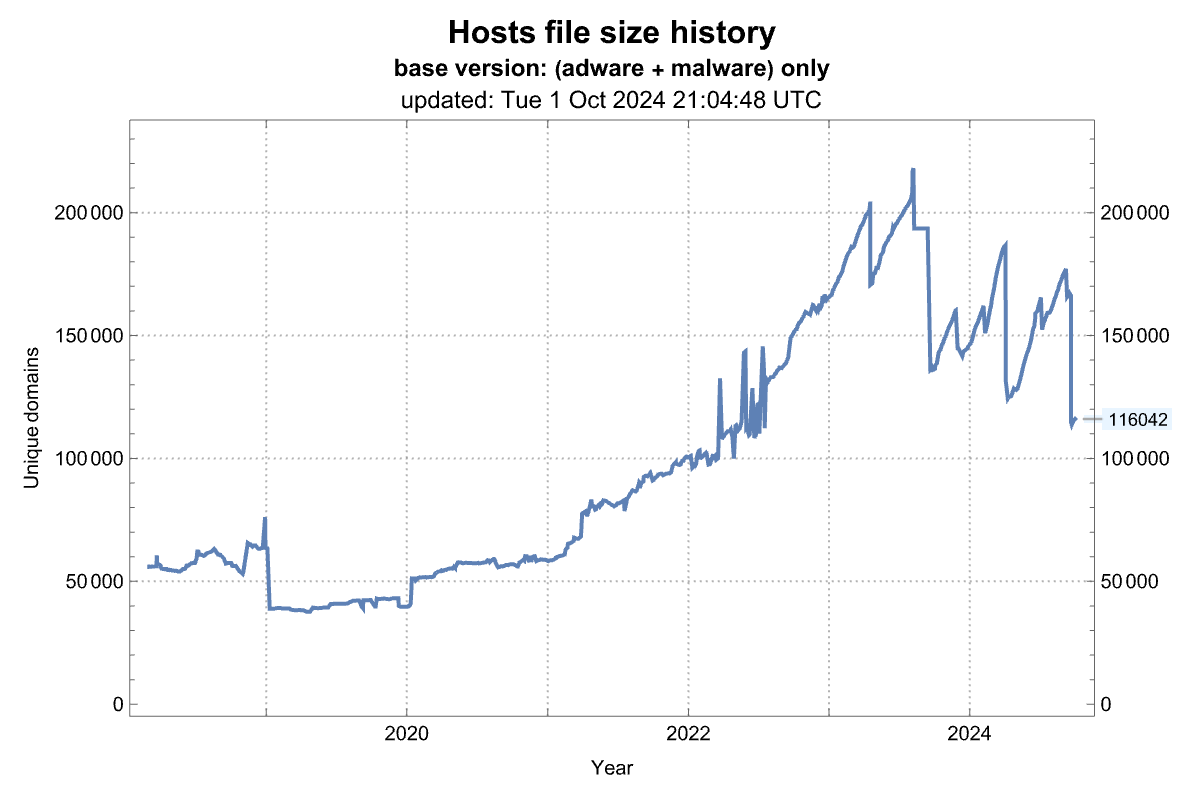 Hosts file size history
base version: (adware + malware) only
updated: Tue 1 Oct 2024 21:04:48 UTC
200 000 200 000
150 000 150 000
116042
100 000 100 000
50 000 50 000
0 0
Unique domains
2020 2022 2024
Year